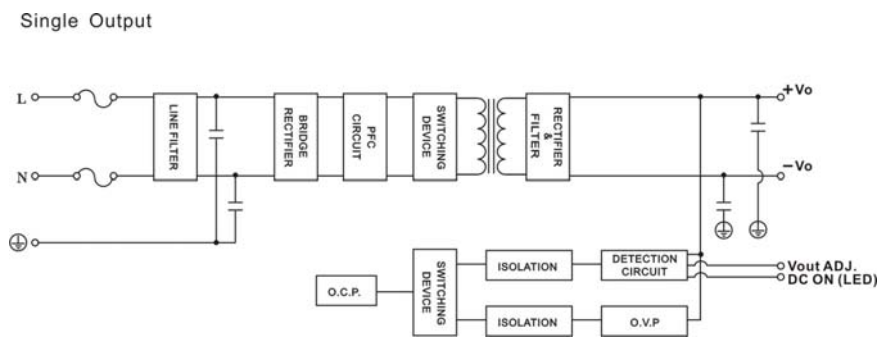 Single Output
L
N
LINE FILTER
BRIDGE
RECTIFIER
PFC
CIRCUIT
SWITCHING
DEVICE
RECTIFIER
&
FILTER
+Vo
−Vo
O.C.P.
SWITCHING
DEVICE
ISOLATION
DETECTION
CIRCUIT
Vout ADJ.
DC ON (LED)
ISOLATION
O.V.P